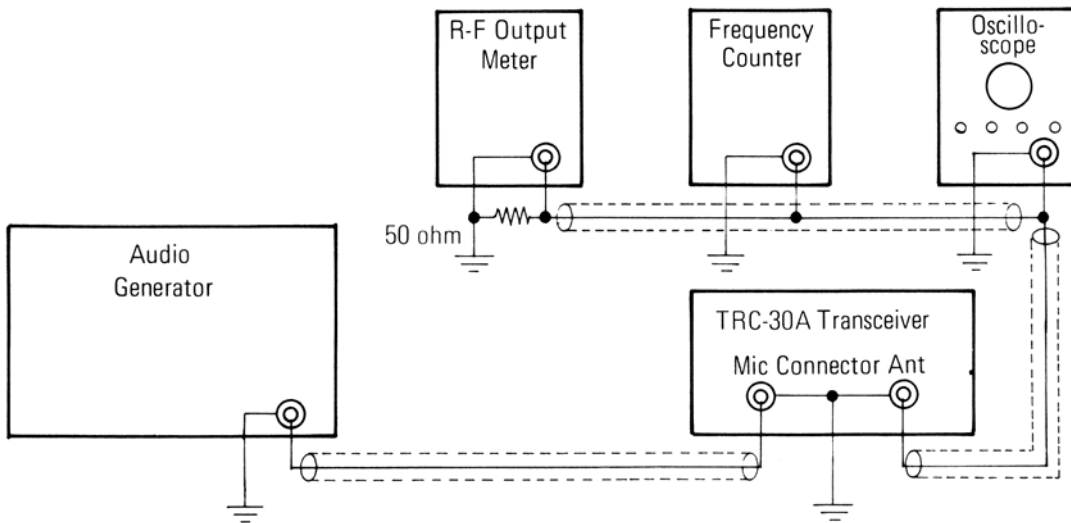 R-F Output
Meter
Frequency
Counter
Oscillo-
scope
50 ohm
Audio
Generator
TRC-30A Transceiver
Mic Connector Ant